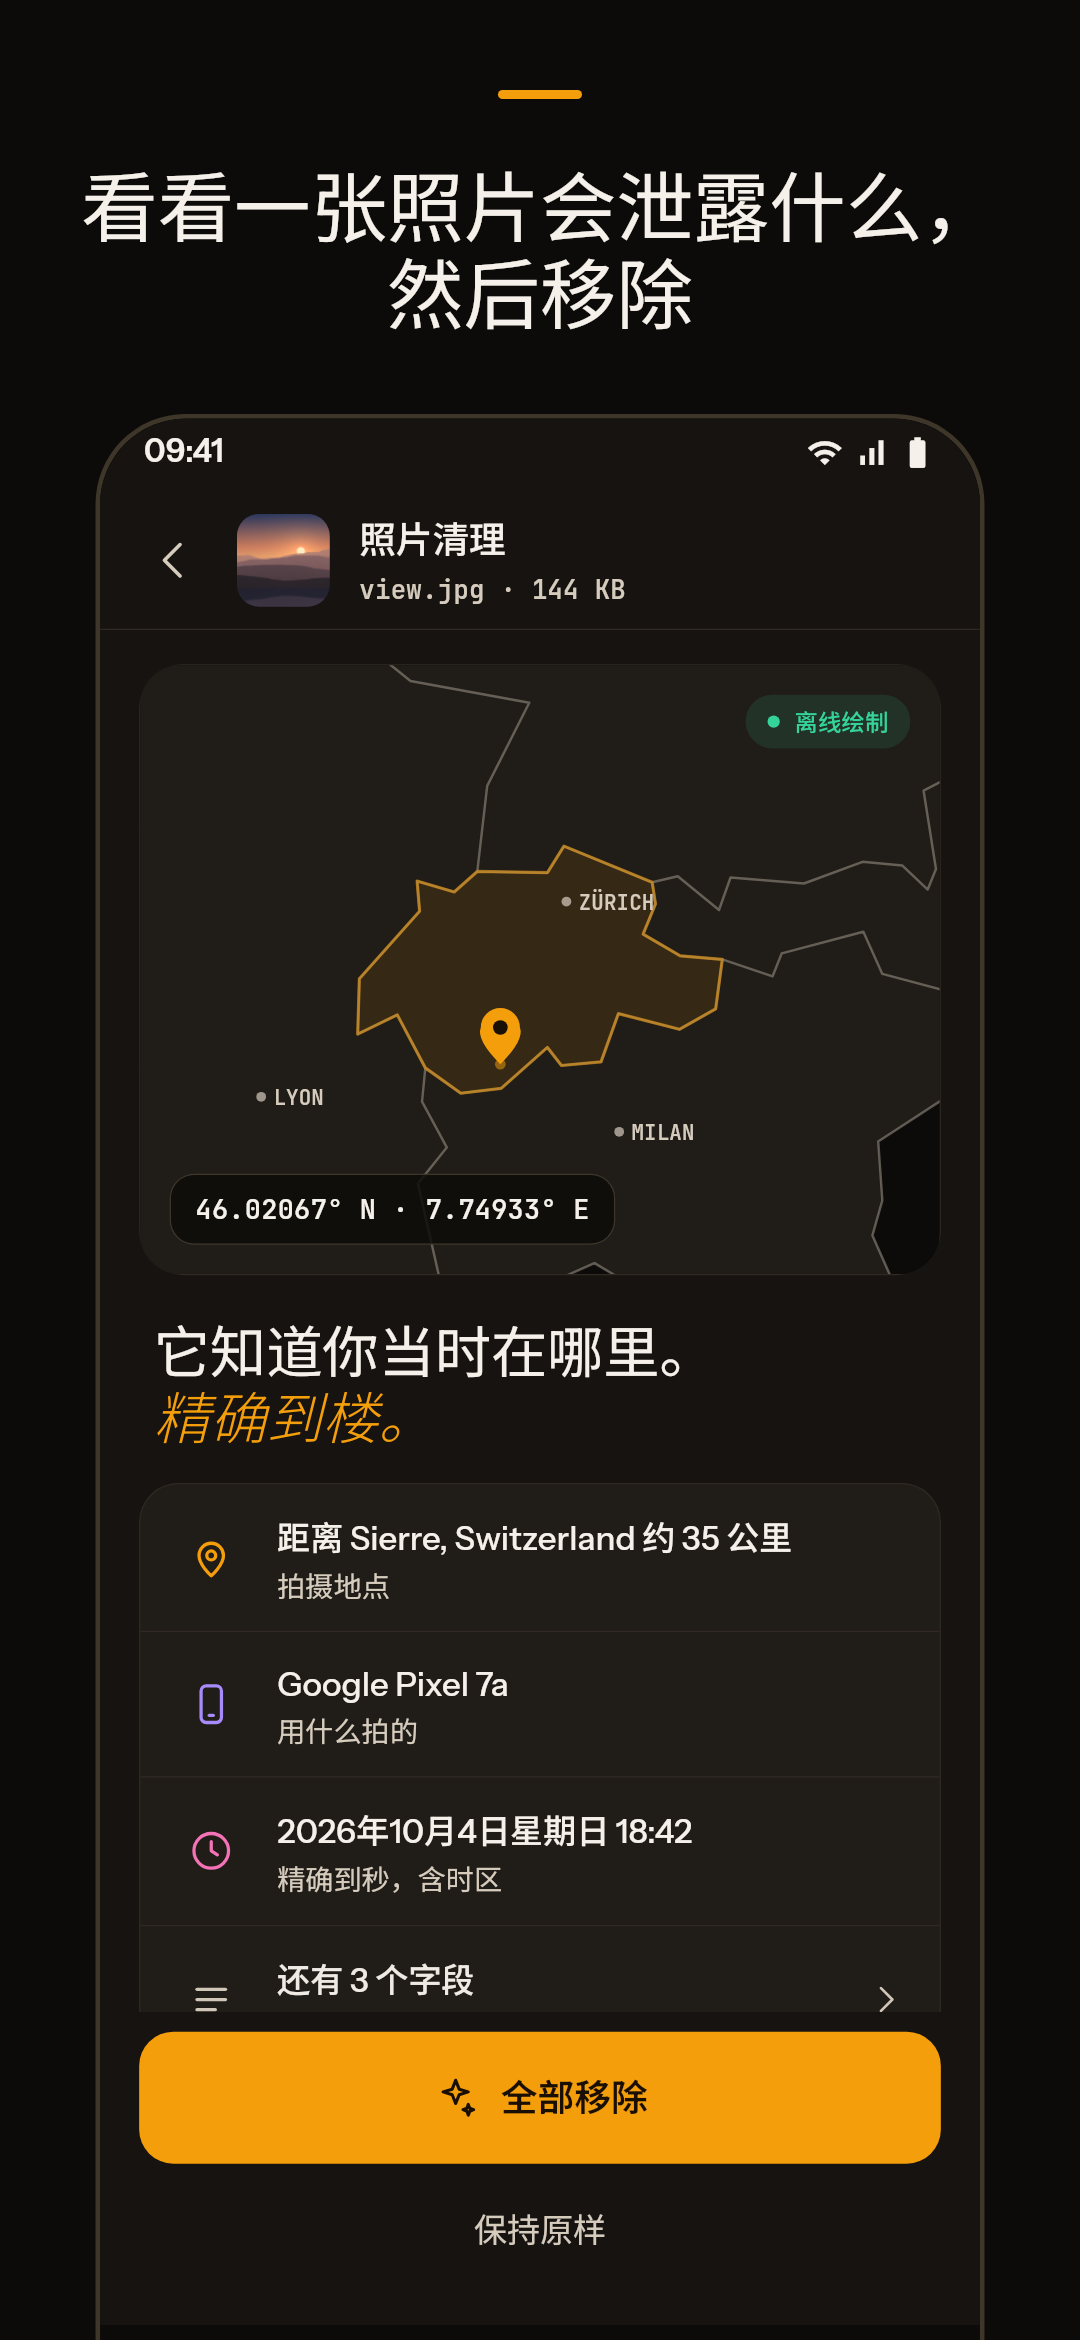 看看一张照片会泄露什么，
然后移除
09:41
照片清理
view.jpg · 144 KB
离线绘制
ZÜRICH
LYON
MILAN
46.02067° N · 7.74933° E
它知道你当时在哪里。
精确到楼。
距离 Sierre, Switzerland 约 35 公里
拍摄地点
Google Pixel 7a
用什么拍的
2026年10月4日星期日 18:42
精确到秒，含时区
还有 3 个字段
全部移除
保持原样